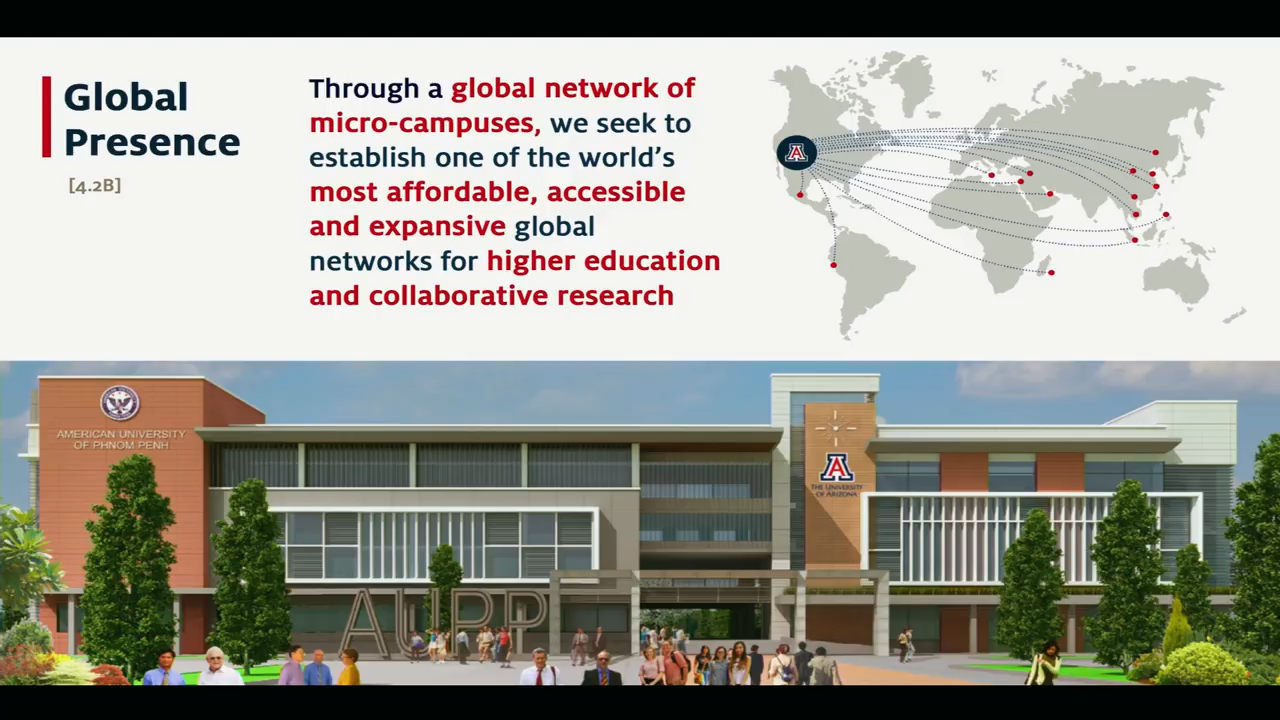 Global
Presence
[4.2B]
Through a global network of
micro-campuses, we seek to
establish one of the world's
most affordable, accessible
and expansive global
networks for higher education
and collaborative research
A
AMERICAN UNIVERSITY
OF PHNOM PENH
A
THE UNIVERSITY
OF ARIZONA
AUPP